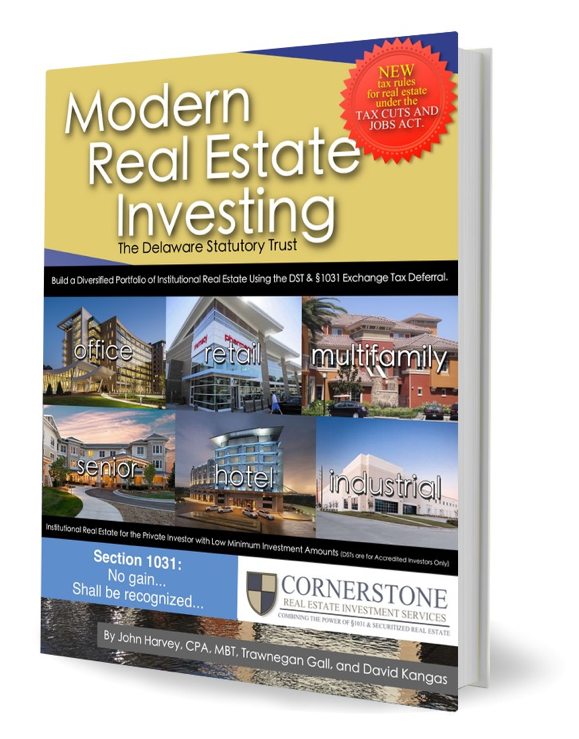 NEW
tax rules
for real estate
under the
TAX CUTS AND
JOBS ACT.
Modern
Real Estate
Investing
The Delaware Statutory Trust
Build a Diversified Portfolio of Institutional Real Estate Using the DST & §1031 Exchange Tax Deferral.
office
retail
multifamily
senior
hotel
industrial
Institutional Real Estate for the Private Investor with Low Minimum Investment Amounts (DSTs are for Accredited Investors Only)
Section 1031:
No gain...
Shall be recognized...
CORNERSTONE
REAL ESTATE INVESTMENT SERVICES
COMBINING THE POWER OF §1031 & SECURITIZED REAL ESTATE
By John Harvey, CPA, MBT, Trawnegan Gall, and David Kangas